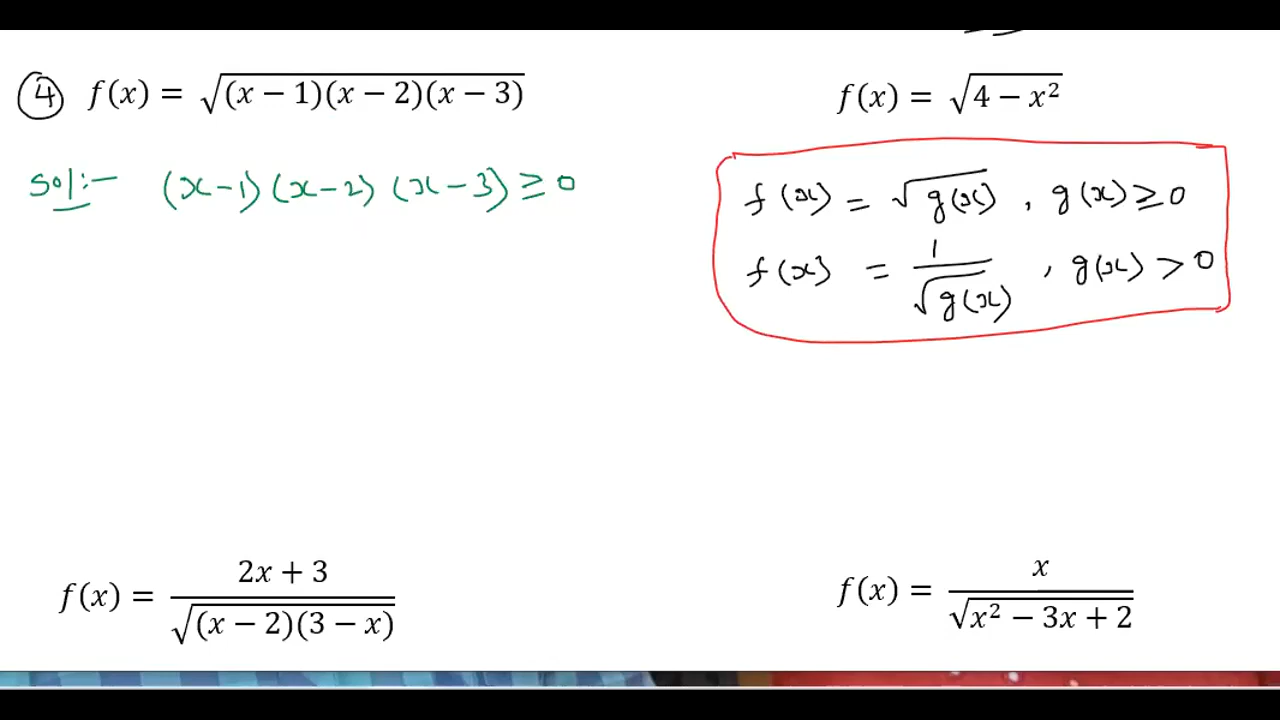 ④ f(x) = √((x − 1)(x − 2)(x − 3))
Sol:- (x-1)(x-2)(x-3) ≥ 0
f(x) = √(4 − x²)
f(x) = √g(x) , g(x) ≥ 0
f(x) = 1/√g(x) , g(x) > 0
f(x) = (2x + 3)/√((x − 2)(3 − x))
f(x) = x/√(x² − 3x + 2)